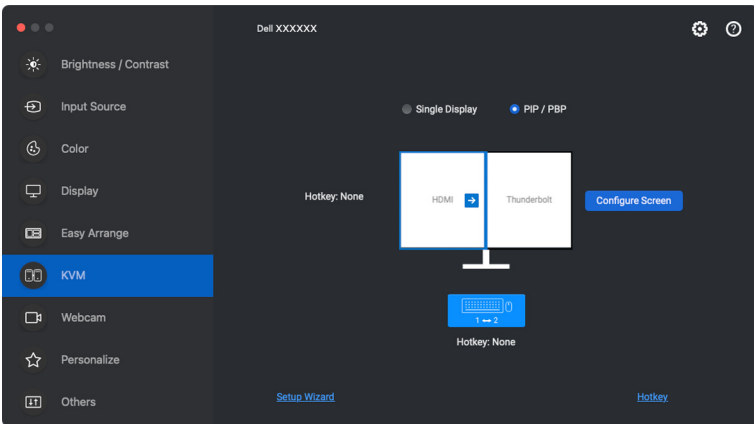 Dell XXXXXX
Brightness / Contrast
Input Source
Color
Display
Easy Arrange
KVM
Webcam
Personalize
Others
Single Display
PIP / PBP
Hotkey: None
HDMI
Thunderbolt
Configure Screen
1 ↔ 2
Hotkey: None
Setup Wizard
Hotkey